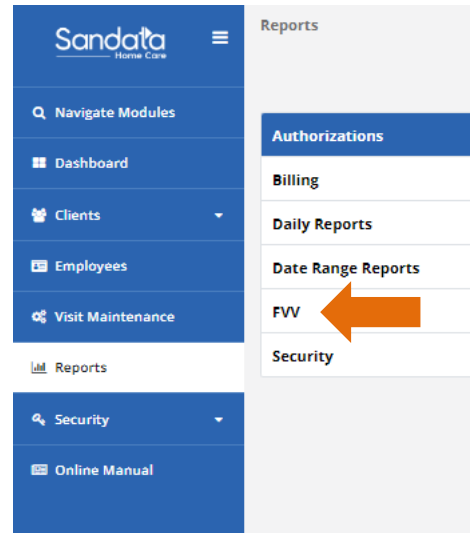 Sandata
Home Care
Navigate Modules
Dashboard
Clients
Employees
Visit Maintenance
Reports
Security
Online Manual
Reports
Authorizations
Billing
Daily Reports
Date Range Reports
FVV
Security